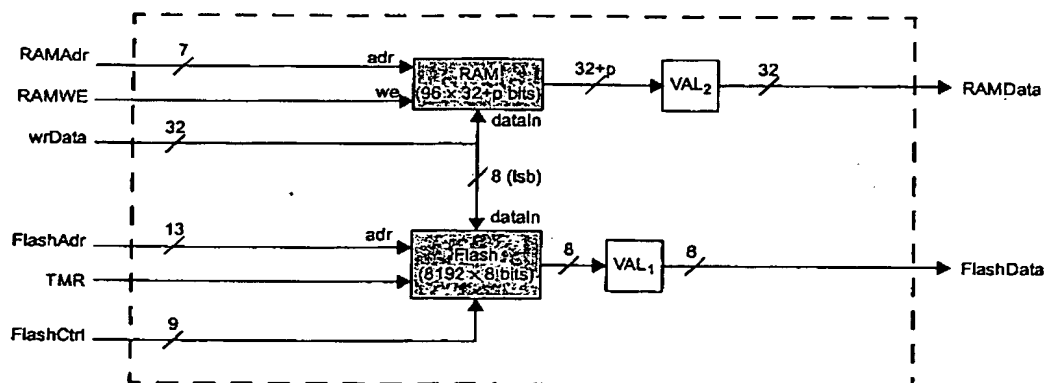 RAMAdr
7
adr
RAM
(96 × 32+p bits)
32+p
VAL2
32
RAMData
RAMWE
we
wrData
32
dataIn
8 (lsb)
dataIn
FlashAdr
13
adr
Flash
(8192 × 8 bits)
8
VAL1
8
FlashData
TMR
FlashCtrl
9